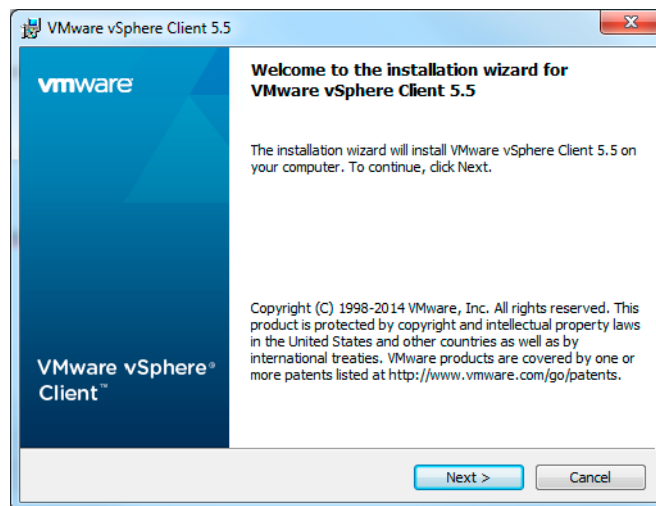 VMware vSphere Client 5.5
vmware
Welcome to the installation wizard for
VMware vSphere Client 5.5
The installation wizard will install VMware vSphere Client 5.5 on
your computer. To continue, click Next.
Copyright (C) 1998-2014 VMware, Inc. All rights reserved. This
product is protected by copyright and intellectual property laws
in the United States and other countries as well as by
international treaties. VMware products are covered by one or
more patents listed at http://www.vmware.com/go/patents.
VMware vSphere®
Client™
Next >
Cancel